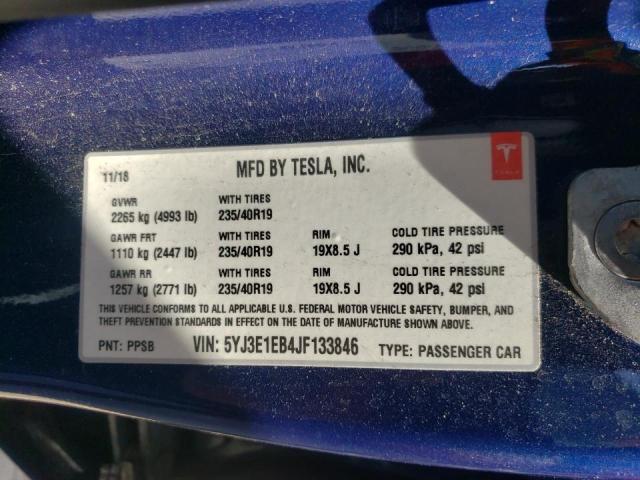 11/18 MFD BY TESLA, INC.
TESLA
GVWR WITH TIRES
2265 kg (4993 lb) 235/40R19
GAWR FRT WITH TIRES RIM COLD TIRE PRESSURE
1110 kg (2447 lb) 235/40R19 19X8.5 J 290 kPa, 42 psi
GAWR RR WITH TIRES RIM COLD TIRE PRESSURE
1257 kg (2771 lb) 235/40R19 19X8.5 J 290 kPa, 42 psi
THIS VEHICLE CONFORMS TO ALL APPLICABLE U.S. FEDERAL MOTOR VEHICLE SAFETY, BUMPER, AND
THEFT PREVENTION STANDARDS IN EFFECT ON THE DATE OF MANUFACTURE SHOWN ABOVE.
PNT: PPSB VIN: 5YJ3E1EB4JF133846 TYPE: PASSENGER CAR